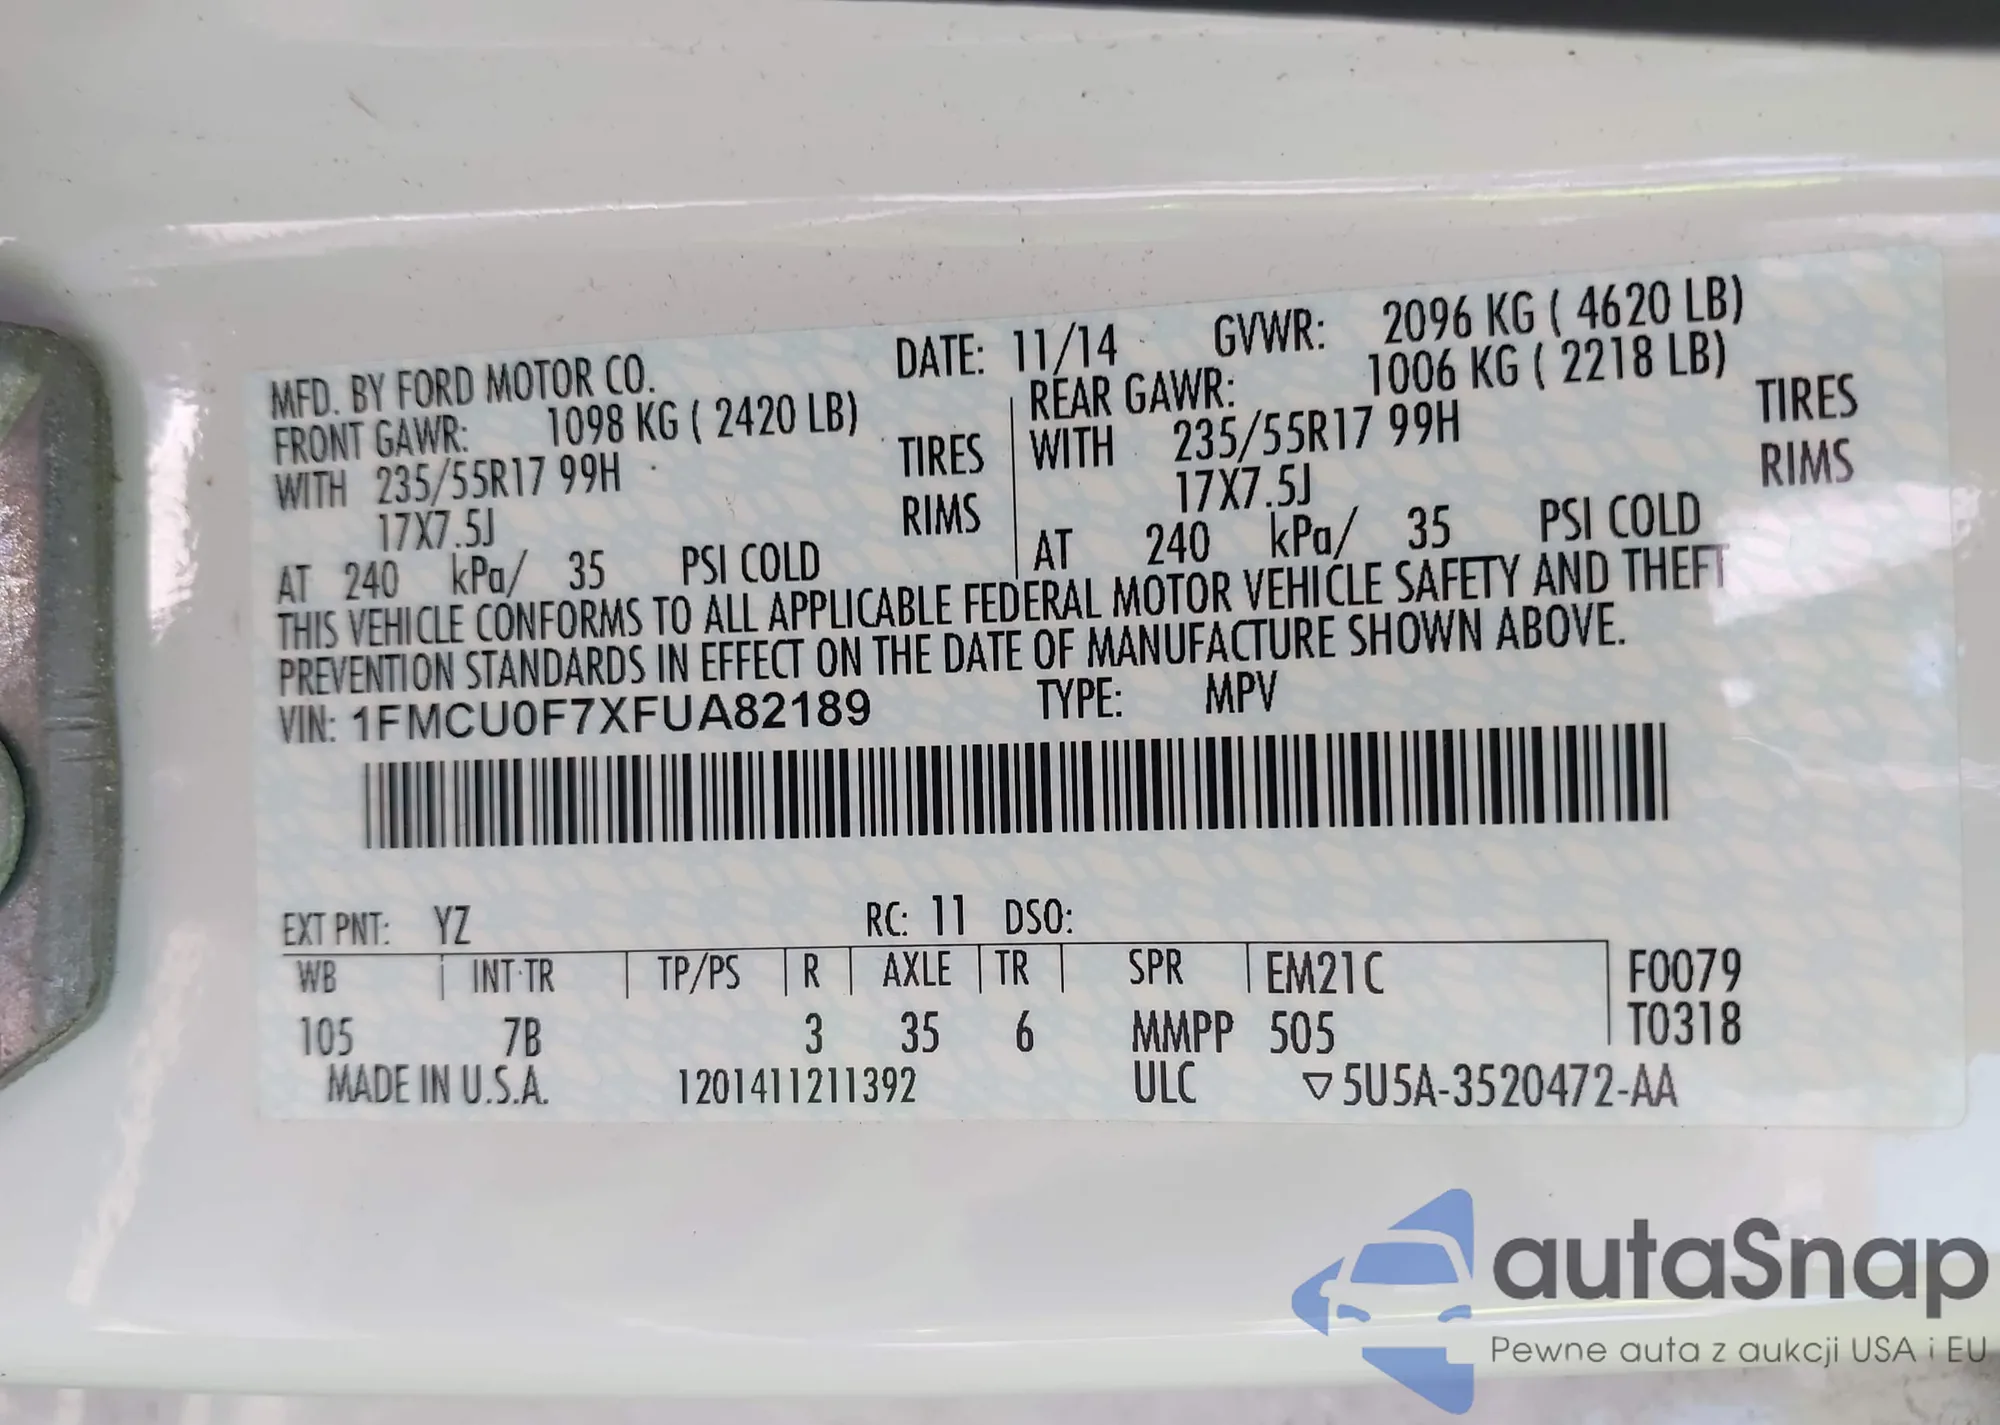 MFD. BY FORD MOTOR CO. DATE: 11/14 GVWR: 2096 KG ( 4620 LB)
FRONT GAWR: 1098 KG ( 2420 LB) REAR GAWR: 1006 KG ( 2218 LB)
WITH 235/55R17 99H TIRES WITH 235/55R17 99H TIRES
17X7.5J RIMS 17X7.5J RIMS
AT 240 kPa/ 35 PSI COLD AT 240 kPa/ 35 PSI COLD
THIS VEHICLE CONFORMS TO ALL APPLICABLE FEDERAL MOTOR VEHICLE SAFETY AND THEFT
PREVENTION STANDARDS IN EFFECT ON THE DATE OF MANUFACTURE SHOWN ABOVE.
VIN: 1FMCU0F7XFUA82189 TYPE: MPV
EXT PNT: YZ RC: 11 DSO:
WB INT TR TP/PS R AXLE TR SPR EM21C F0079
105 7B 3 35 6 MMPP 505 T0318
MADE IN U.S.A. 1201411211392 ULC ▽5U5A-3520472-AA
autaSnap
Pewne auta z aukcji USA i EU